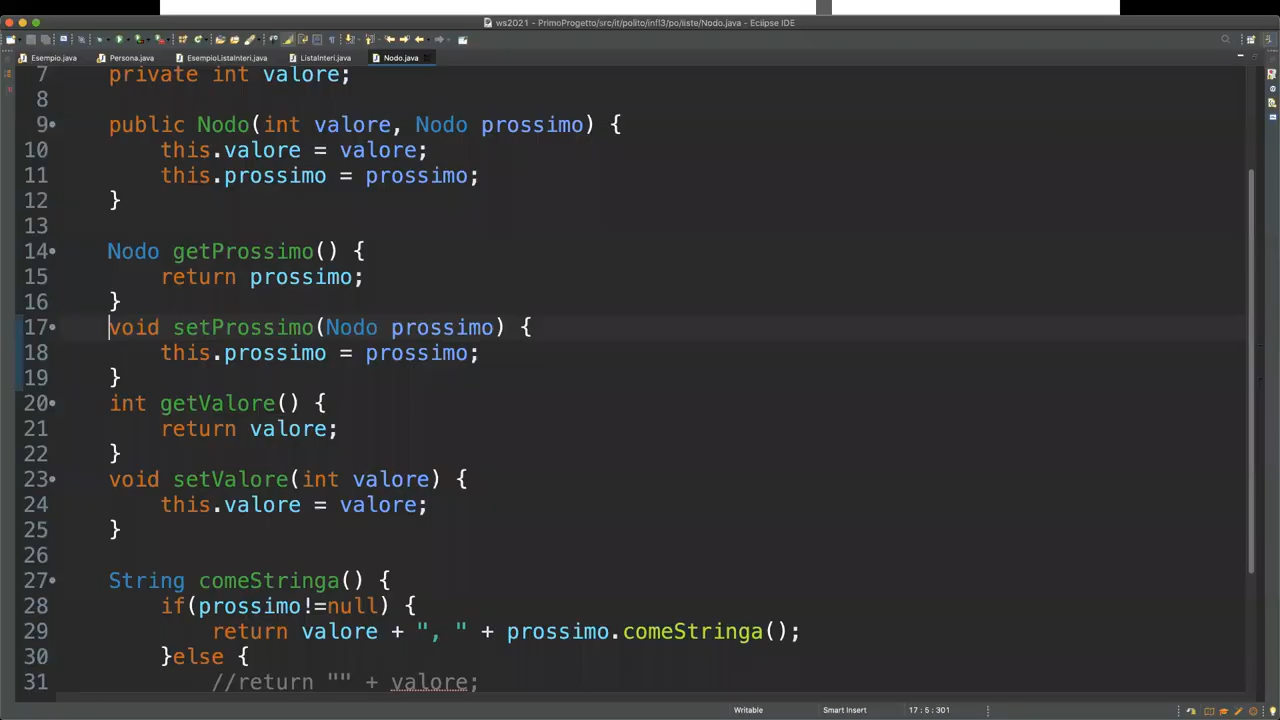 ws2021 - PrimoProgetto/src/it/polito/inf13/po/liste/Nodo.java - Eclipse IDE
Esempio.java Persona.java EsempioListaInteri.java ListaInteri.java Nodo.java
7 private int valore;
8
9 public Nodo(int valore, Nodo prossimo) {
10 this.valore = valore;
11 this.prossimo = prossimo;
12 }
13
14 Nodo getProssimo() {
15 return prossimo;
16 }
17 void setProssimo(Nodo prossimo) {
18 this.prossimo = prossimo;
19 }
20 int getValore() {
21 return valore;
22 }
23 void setValore(int valore) {
24 this.valore = valore;
25 }
26
27 String comeStringa() {
28 if(prossimo!=null) {
29 return valore + ", " + prossimo.comeStringa();
30 }else {
31 //return "" + valore;
Writable Smart Insert 17 : 5 : 301